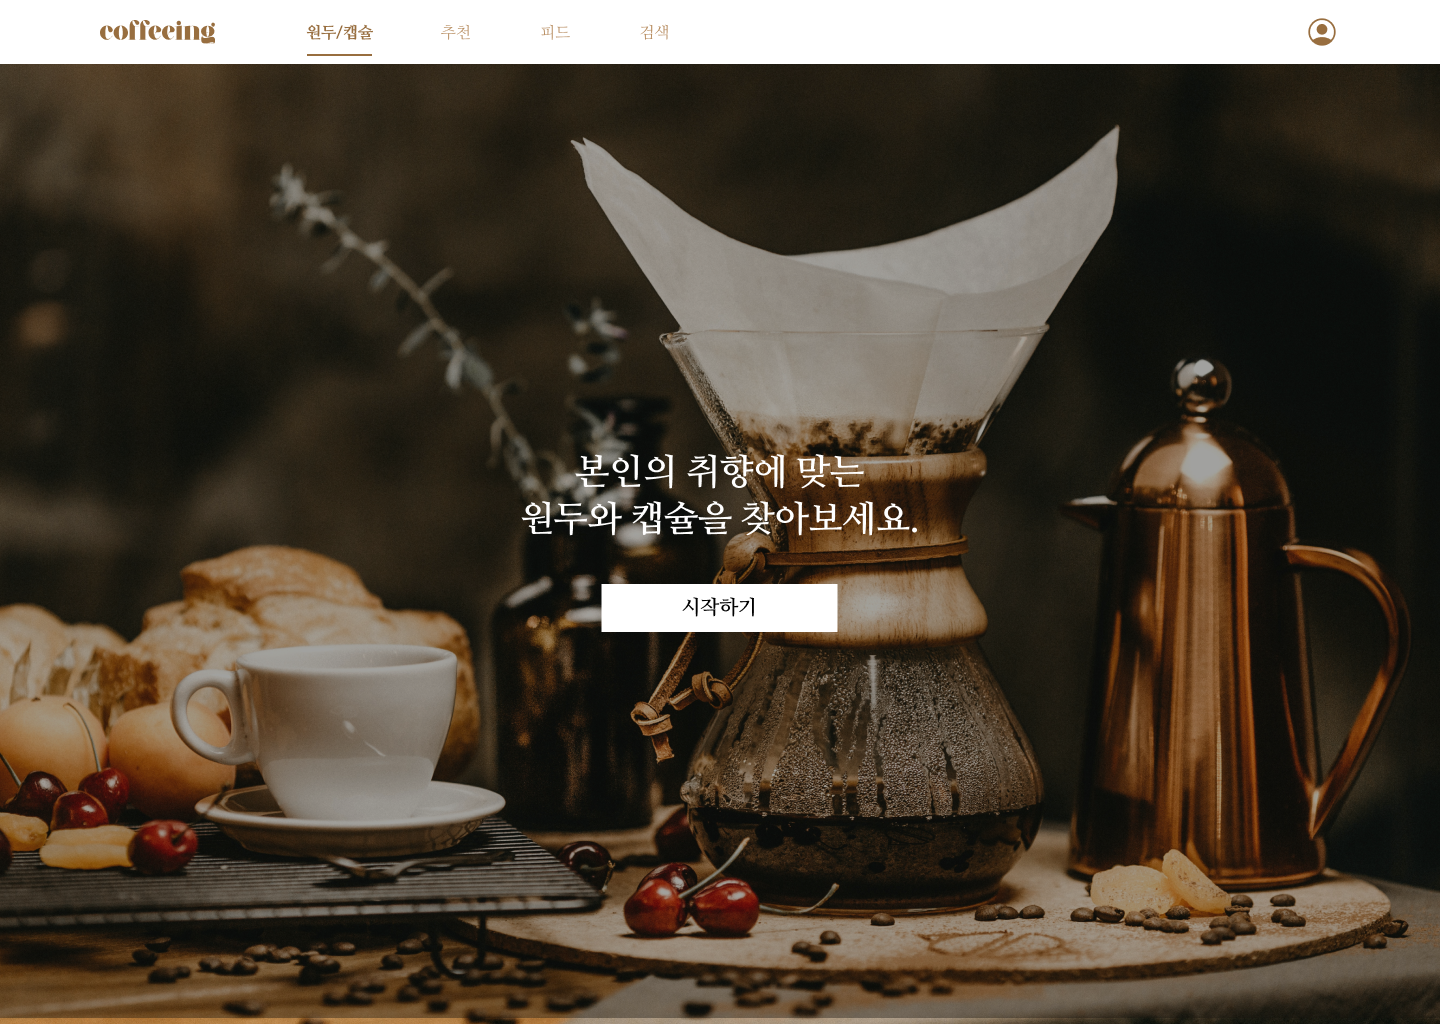 coffeeing
원두/캡슐
추천
피드
검색
본인의 취향에 맞는
원두와 캡슐을 찾아보세요.
시작하기